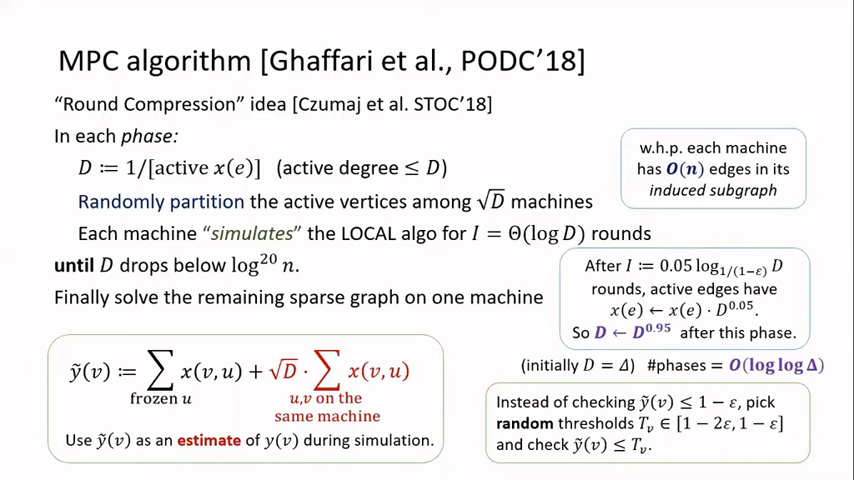 MPC algorithm [Ghaffari et al., PODC’18]
“Round Compression” idea [Czumaj et al. STOC’18]
In each phase:
D ≔ 1/[active x(e)] (active degree ≤ D)
Randomly partition the active vertices among √D machines
Each machine “simulates” the LOCAL algo for I = Θ(log D) rounds
until D drops below log²⁰ n.
Finally solve the remaining sparse graph on one machine
w.h.p. each machine
has O(n) edges in its
induced subgraph
After I ≔ 0.05 log_{1/(1−ε)} D
rounds, active edges have
x(e) ← x(e) · D^{0.05}.
So D ← D^{0.95} after this phase.
(initially D = Δ) #phases = O(log log Δ)
ỹ(v) ≔ ∑ x(v, u) + √D · ∑ x(v, u)
frozen u
u,v on the
same machine
Use ỹ(v) as an estimate of y(v) during simulation.
Instead of checking ỹ(v) ≤ 1 − ε, pick
random thresholds T_v ∈ [1 − 2ε, 1 − ε]
and check ỹ(v) ≤ T_v.